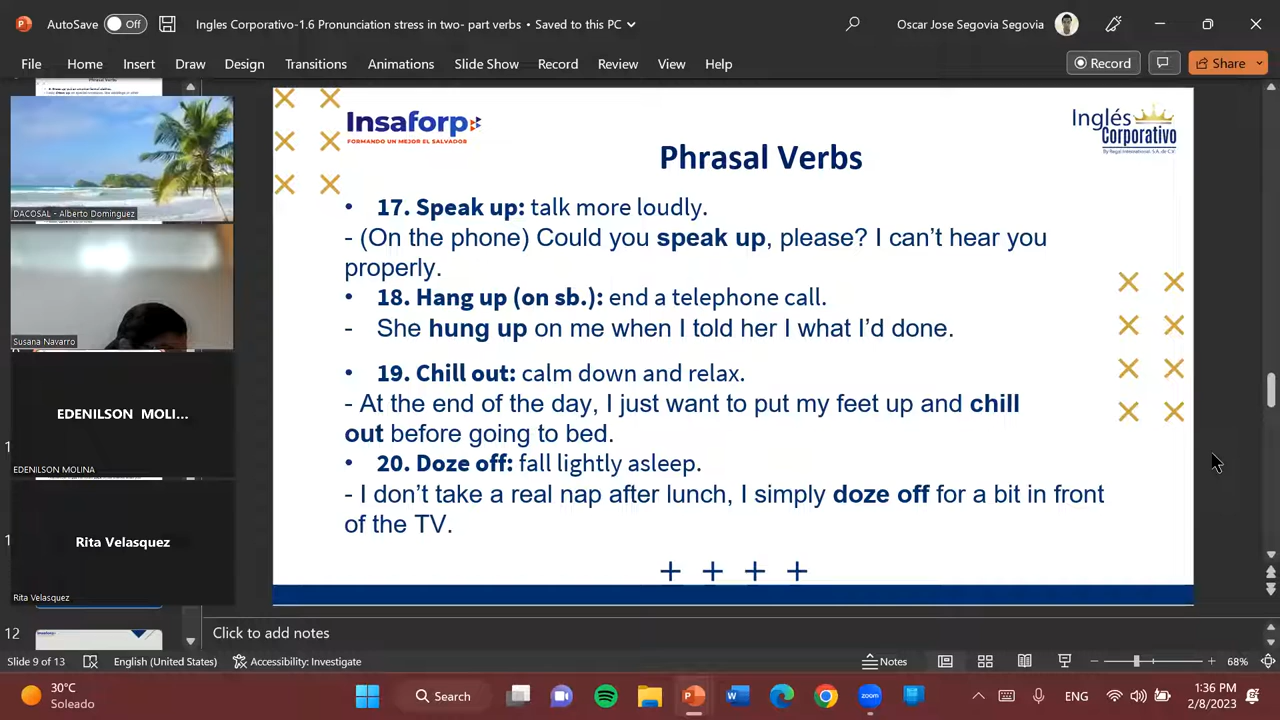 AutoSave Off Ingles Corporativo-1.6 Pronunciation stress in two- part verbs • Saved to this PC Oscar Jose Segovia Segovia
File Home Insert Draw Design Transitions Animations Slide Show Record Review View Help Record Share
Insaforp
FORMANDO UN MEJOR EL SALVADOR
Inglés
Corporativo
By Regal International, S.A. de C.V.
Phrasal Verbs
• 17. Speak up: talk more loudly.
- (On the phone) Could you speak up, please? I can't hear you
properly.
• 18. Hang up (on sb.): end a telephone call.
- She hung up on me when I told her I what I'd done.
• 19. Chill out: calm down and relax.
- At the end of the day, I just want to put my feet up and chill
out before going to bed.
• 20. Doze off: fall lightly asleep.
- I don't take a real nap after lunch, I simply doze off for a bit in front
of the TV.
DACOSAL - Alberto Dominguez
Susana Navarro
EDENILSON MOLI...
EDENILSON MOLINA
Rita Velasquez
Rita Velasquez
12
Click to add notes
Slide 9 of 13 English (United States) Accessibility: Investigate Notes 68%
30°C
Soleado
Search
ENG
1:36 PM
2/8/2023